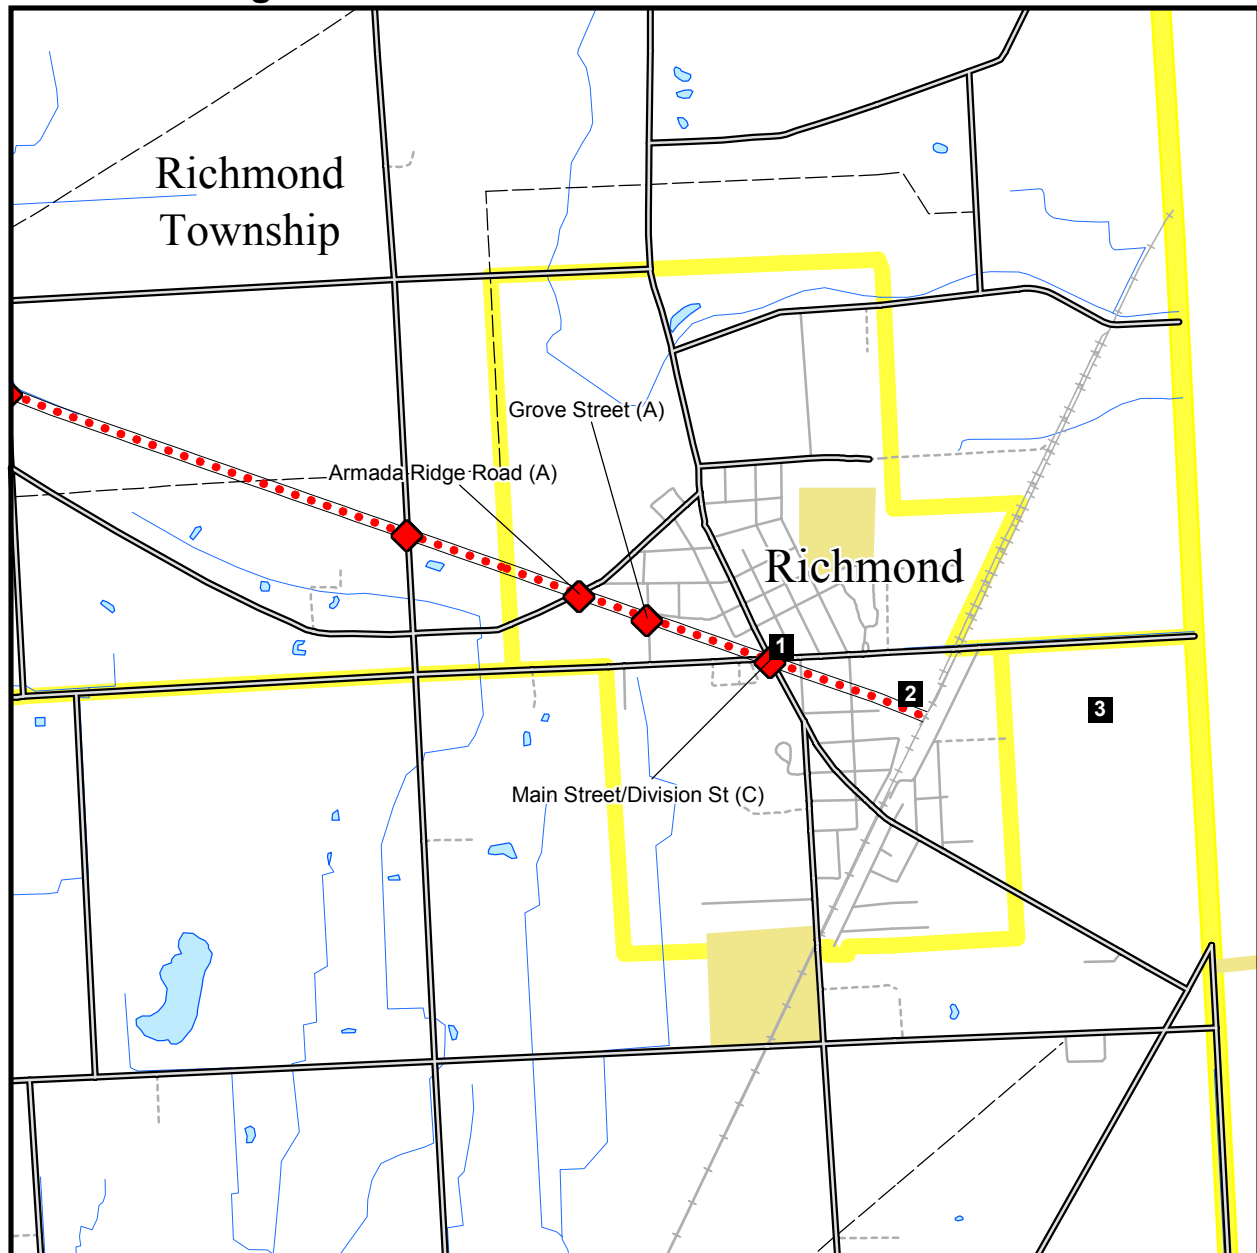 Richmond
Township
Grove Street (A)
Armada Ridge Road (A)
Richmond
1
2
3
Main Street/Division St (C)